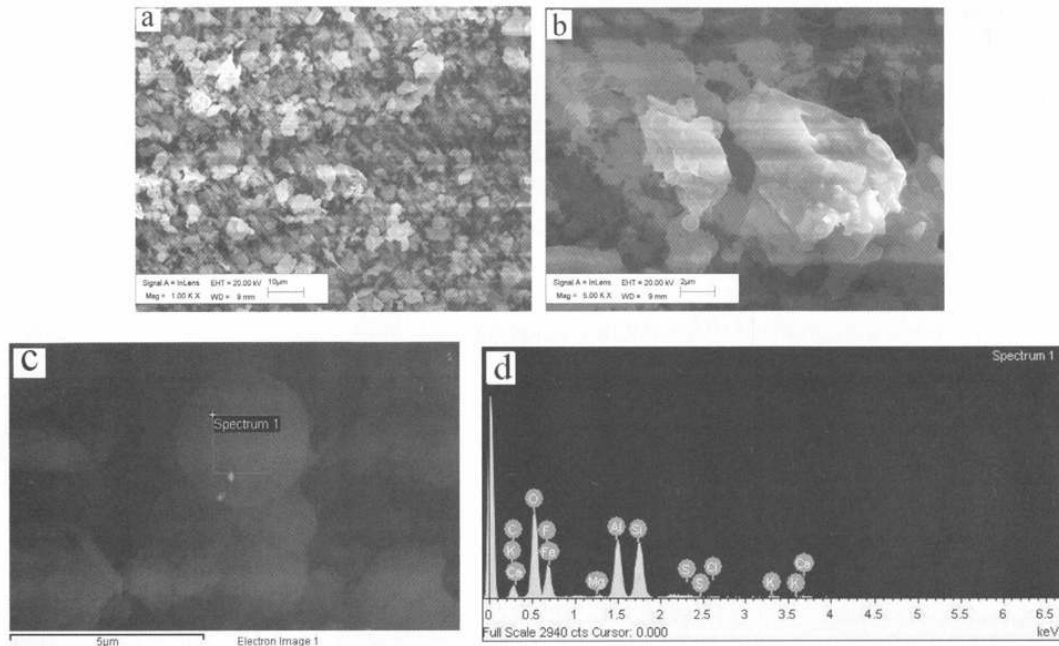 a
Signal A = InLens EHT = 20.00 kV 10μm
Mag = 1.00 K X WD = 9 mm
b
Signal A = InLens EHT = 20.00 kV 2μm
Mag = 5.00 K X WD = 9 mm
c
Spectrum 1
5μm Electron Image 1
d
Spectrum 1
O
C F Al Si
K Fe S Cl Ca
Ca Mg S K K
0 0.5 1 1.5 2 2.5 3 3.5 4 4.5 5 5.5 6 6.5
Full Scale 2940 cts Cursor: 0.000 keV